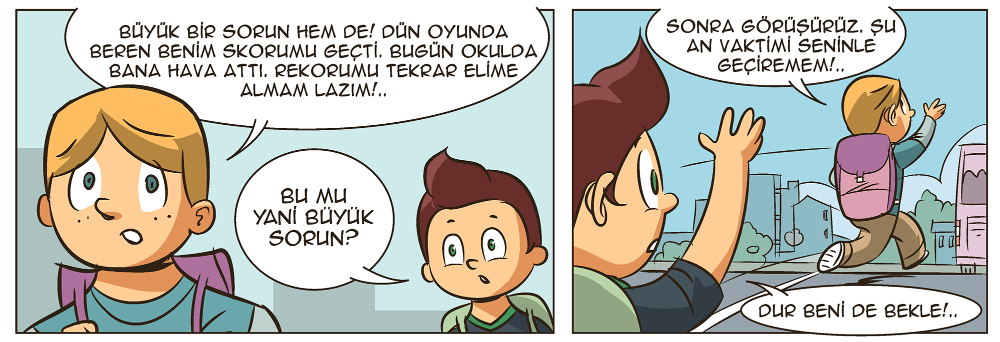 BÜYÜK BİR SORUN HEM DE! DÜN OYUNDA
BEREN BENİM SKORUMU GEÇTİ. BUGÜN OKULDA
BANA HAVA ATTI. REKORUMU TEKRAR ELİME
ALMAM LAZIM!..
BU MU
YANİ BÜYÜK
SORUN?
SONRA GÖRÜŞÜRÜZ. ŞU
AN VAKTİMİ SENİNLE
GEÇİREMEM!..
DUR BENİ DE BEKLE!..